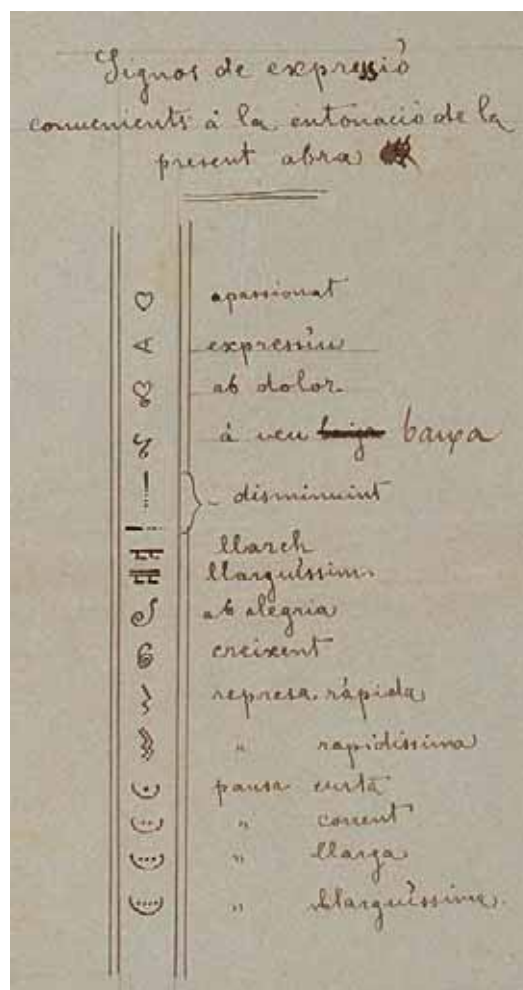 Signos de expressió
convenients á la entonació de la
present obra
apassionat
expressiu
ab dolor
á veu baixa
disminuint
llarch
llarguíssim
ab alegria
creixent
represa rápida
" rapidíssima
pausa curta
" corrent
" llarga
" llarguíssima.